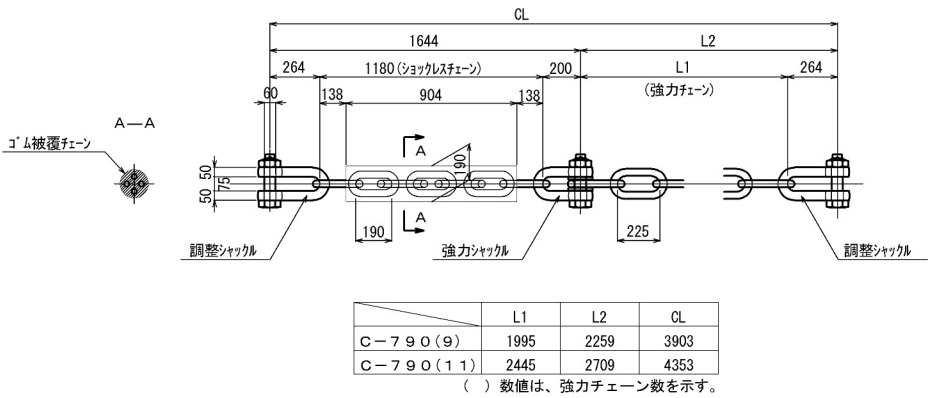 CL
1644
L2
264
1180(ショックレスチェーン)
200
L1
264
(強力チェーン)
60
138
904
138
A—A
ゴム被覆チェーン
A
190
50
75
50
A
190
225
調整シャックル
強力シャックル
調整シャックル
L1 L2 CL
C-790(9) 1995 2259 3903
C-790(11) 2445 2709 4353
( )数値は、強力チェーン数を示す。